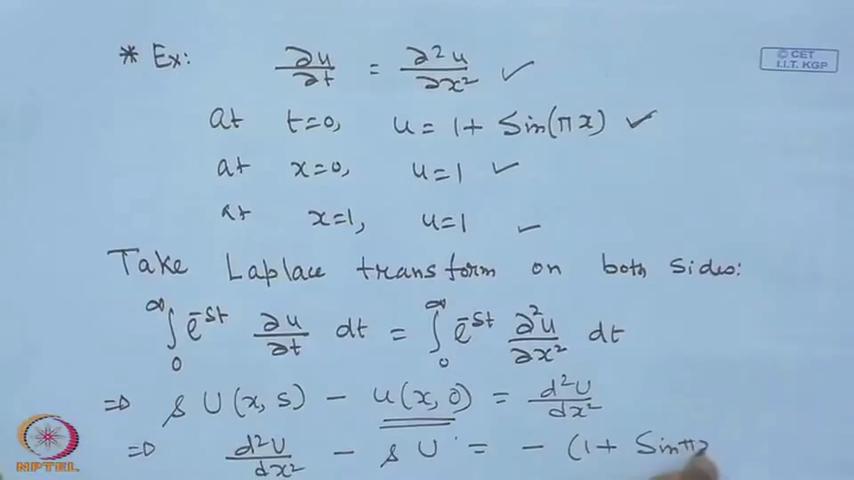 * Ex: ∂u/∂t = ∂²u/∂x² ✓
© CET
I.I.T. KGP
at t=0, u = 1 + Sin(πx) ✓
at x=0, u=1 ✓
at x=1, u=1 ✓
Take Laplace transform on both sides:
∫₀^∞ e^{-st} ∂u/∂t dt = ∫₀^∞ e^{-st} ∂²u/∂x² dt
⇒ s U(x, s) - u(x, 0) = d²U/dx²
⇒ d²U/dx² - s U = - (1 + Sin π
NPTEL